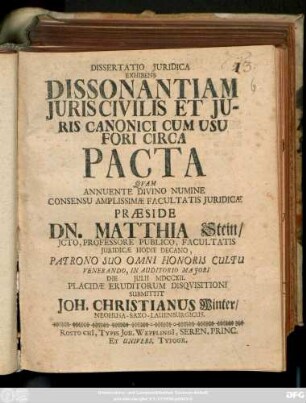 DISSERTATIO JURIDICA
EXHIBENS
DISSONANTIAM
JURIS CIVILIS ET JU-
RIS CANONICI CUM USU
FORI CIRCA
PACTA
QUAM
ANNUENTE DIVINO NUMINE
CONSENSU AMPLISSIMÆ FACULTATIS JURIDICÆ
PRÆSIDE
DN. MATTHIA Stein/
JCTO, PROFESSORE PUBLICO, FACULTATIS
JURIDICÆ HODIE DECANO,
PATRONO SUO OMNI HONORIS CULTU
VENERANDO, IN AUDITORIO MAJORI
DIE JULII MDCCXII.
PLACIDÆ ERUDITORUM DISQVISITIONI
SUBMITTIT
JOH. CHRISTIANUS Winter/
SAXO-LAUENBURGICUS.
ROSTOCHI, TYPIS JOH. WEPPLINGI, SEREN. PRINC.
ET UNIVERS. TYPOGR.